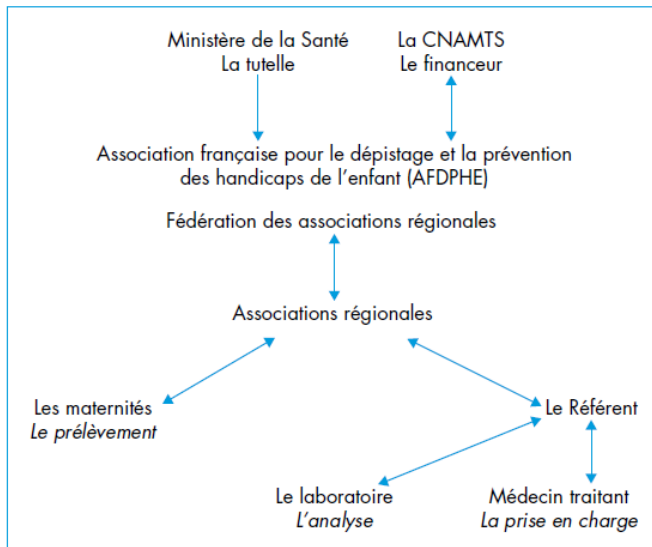 Ministère de la Santé
La tutelle
La CNAMTS
Le financeur
Association française pour le dépistage et la prévention
des handicaps de l’enfant (AFDPHE)
Fédération des associations régionales
Associations régionales
Les maternités
Le prélèvement
Le Référent
Le laboratoire
L’analyse
Médecin traitant
La prise en charge